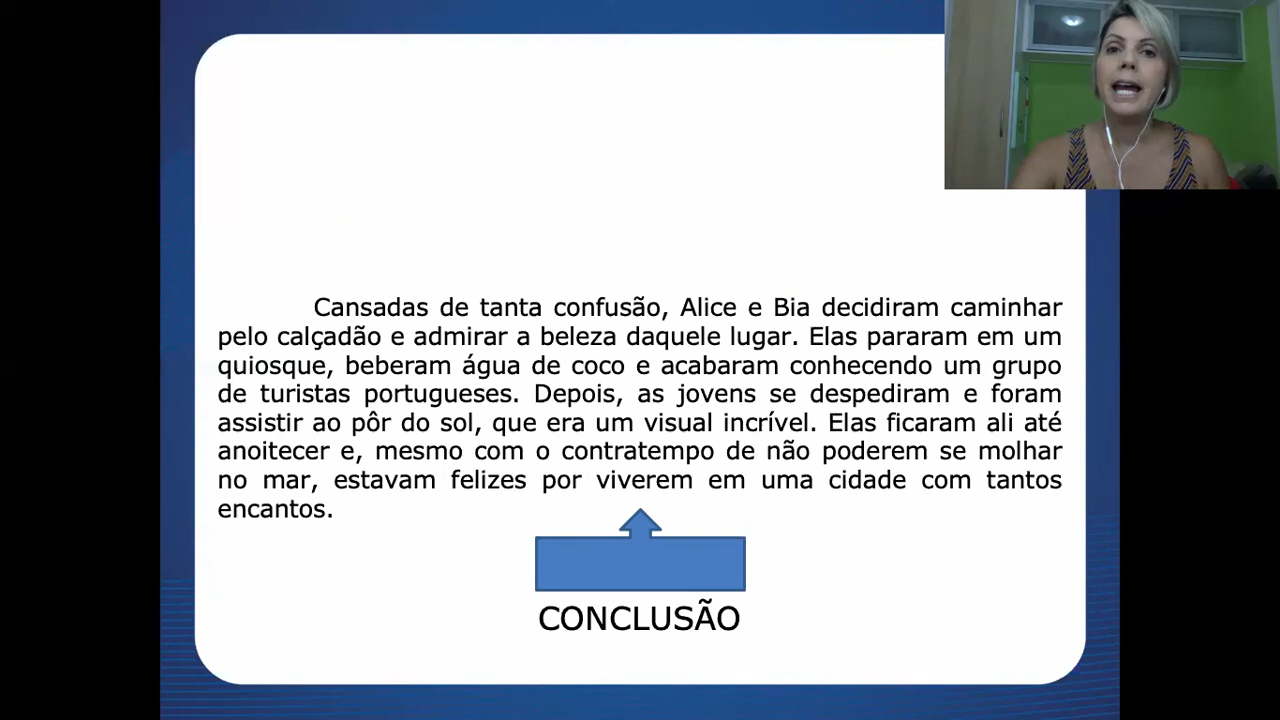 Cansadas de tanta confusão, Alice e Bia decidiram caminhar
pelo calçadão e admirar a beleza daquele lugar. Elas pararam em um
quiosque, beberam água de coco e acabaram conhecendo um grupo
de turistas portugueses. Depois, as jovens se despediram e foram
assistir ao pôr do sol, que era um visual incrível. Elas ficaram ali até
anoitecer e, mesmo com o contratempo de não poderem se molhar
no mar, estavam felizes por viverem em uma cidade com tantos
encantos.
CONCLUSÃO